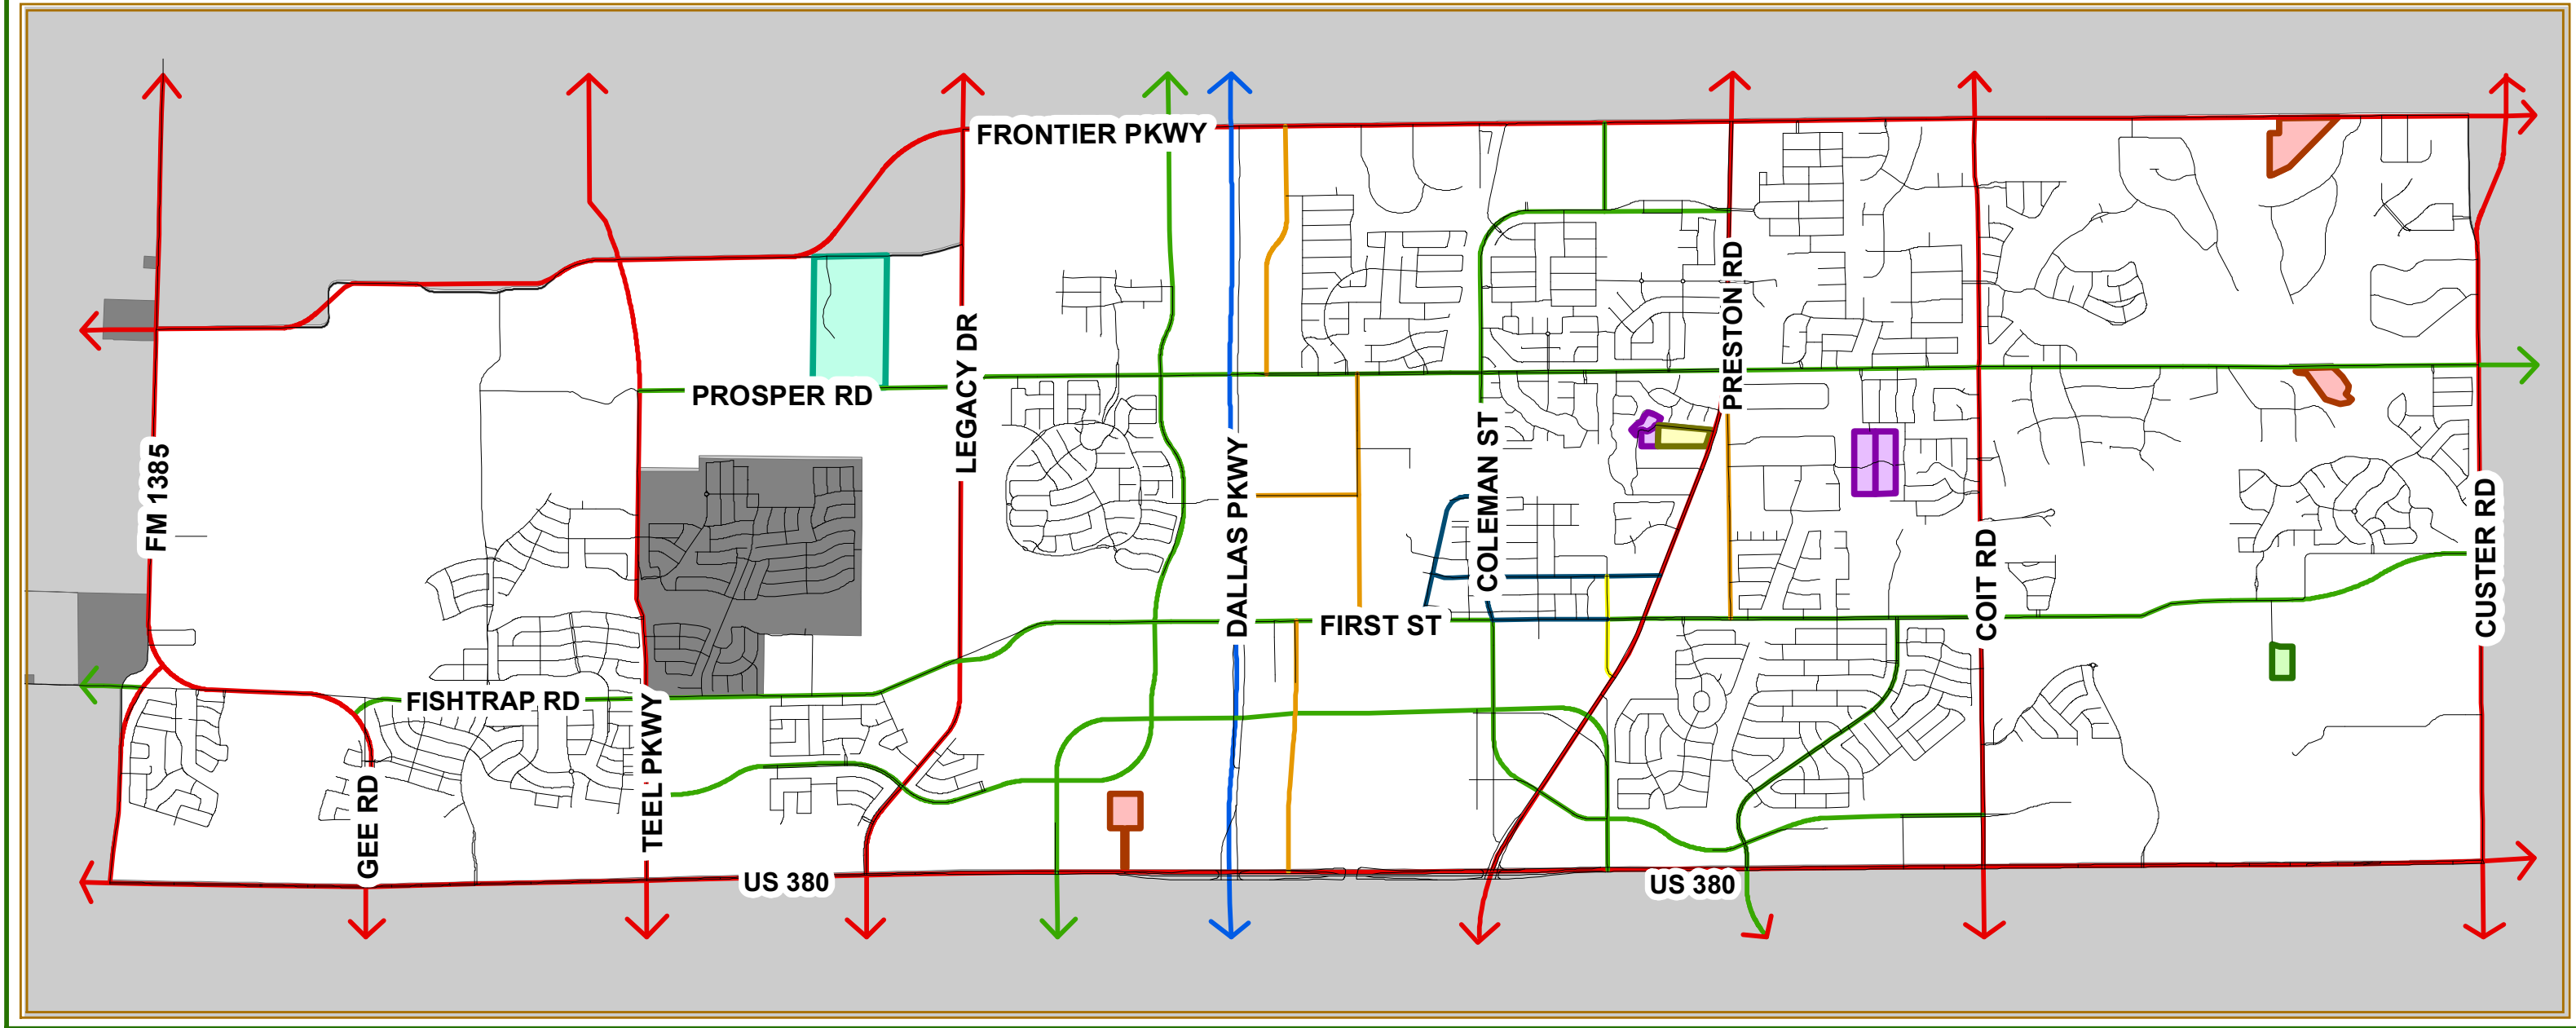 FRONTIER PKWY
PRESTON RD
LEGACY DR
PROSPER RD
FM 1385
DALLAS PKWY
COLEMAN ST
COIT RD
CUSTER RD
FIRST ST
FISHTRAP RD
TEEL PKWY
GEE RD
US 380
US 380